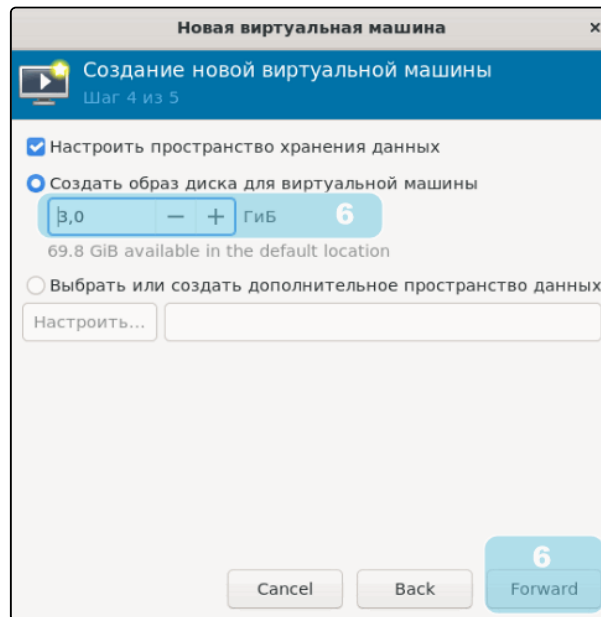 Новая виртуальная машина ×
Создание новой виртуальной машины
Шаг 4 из 5
Настроить пространство хранения данных
Создать образ диска для виртуальной машины
3,0 − + ГиБ 6
69.8 GiB available in the default location
Выбрать или создать дополнительное пространство данных
Настроить...
6
Cancel Back Forward